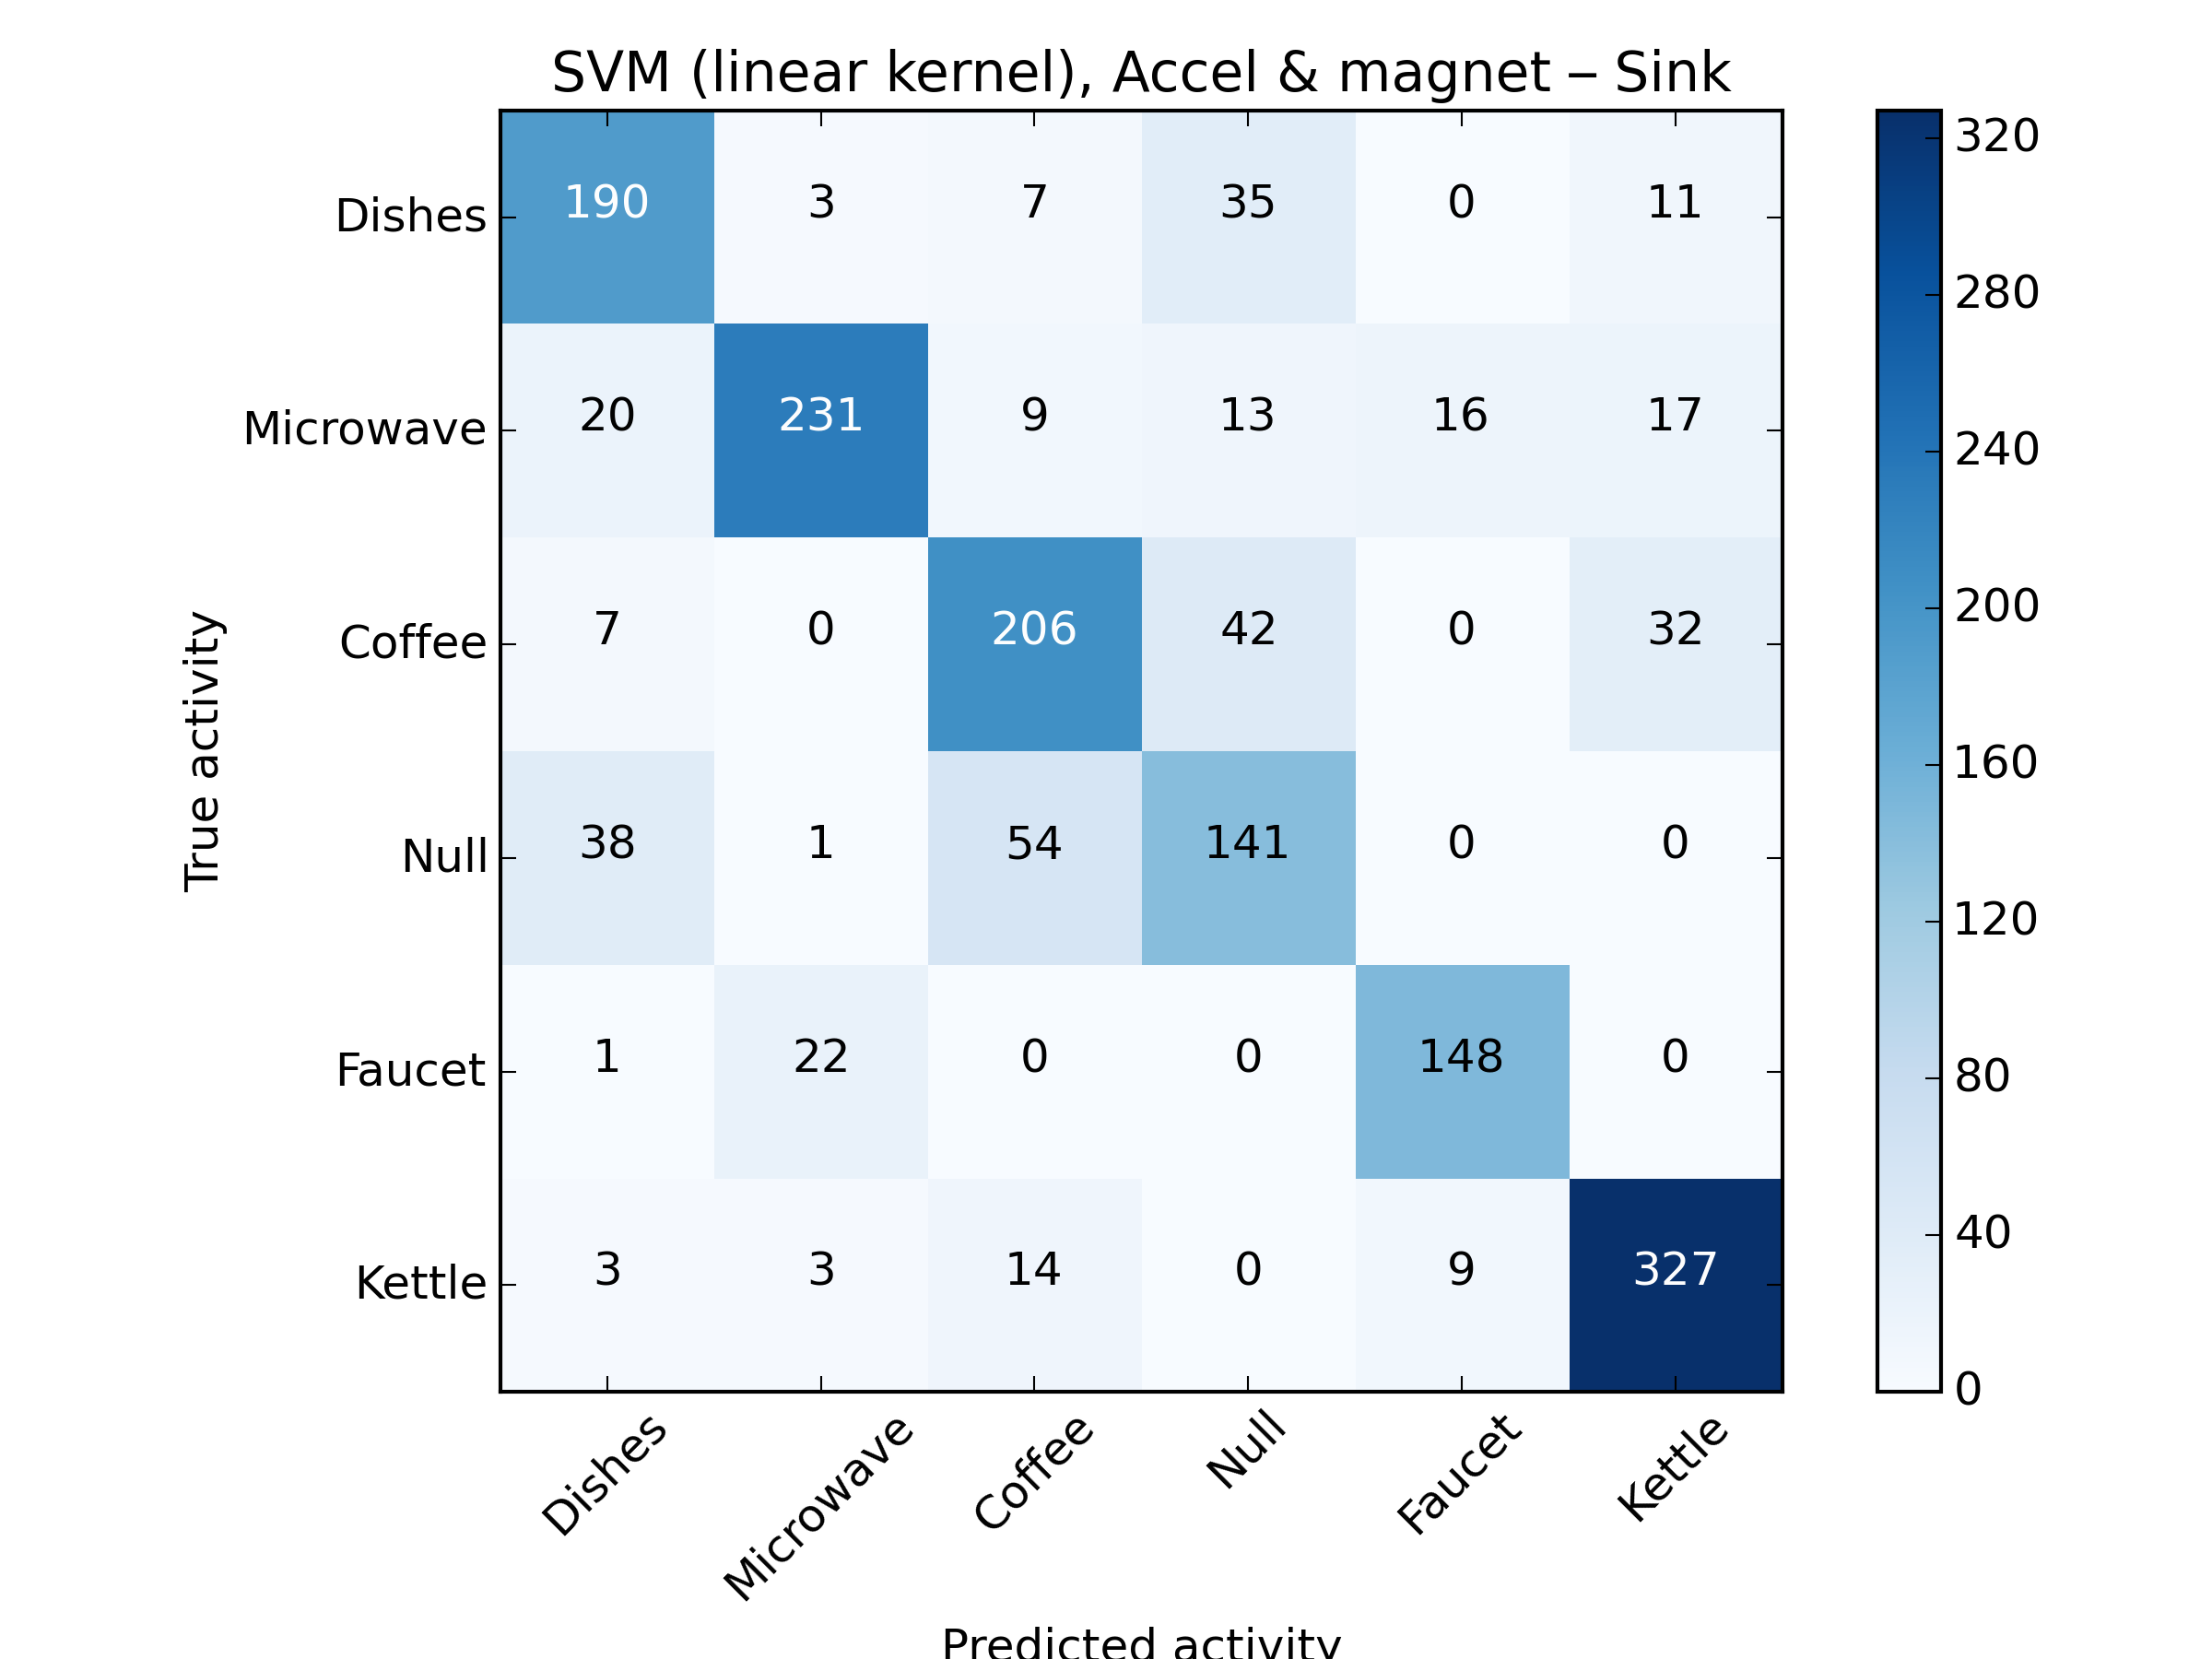 SVM (linear kernel), Accel & magnet – Sink
Dishes 190 3 7 35 0 11
Microwave 20 231 9 13 16 17
Coffee 7 0 206 42 0 32
Null 38 1 54 141 0 0
Faucet 1 22 0 0 148 0
Kettle 3 3 14 0 9 327
Dishes Microwave Coffee Null Faucet Kettle
True activity
Predicted activity
320
280
240
200
160
120
80
40
0